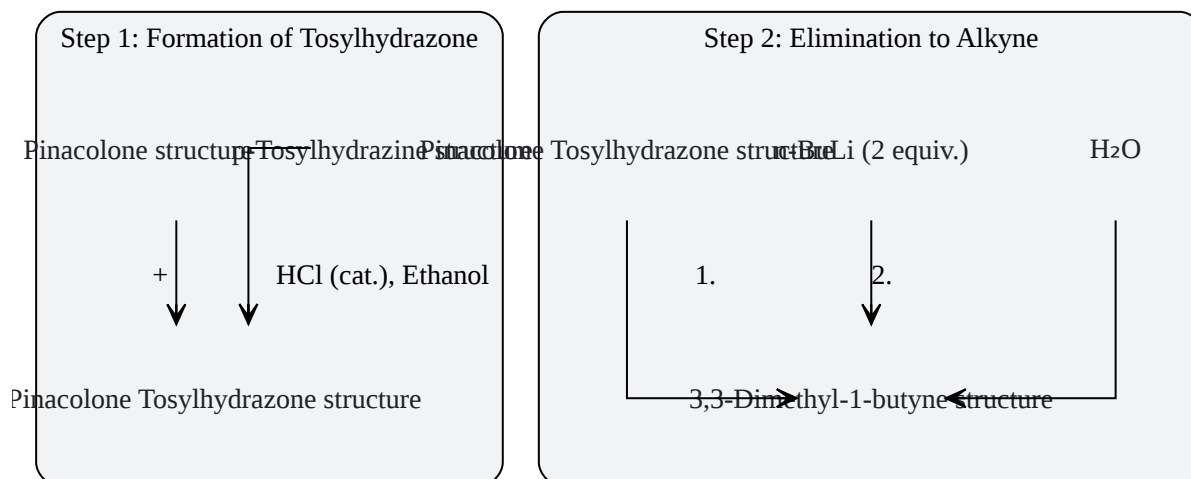 Step 1: Formation of Tosylhydrazone
Pinacolone structure
p-Tosylhydrazine structure
+
HCl (cat.), Ethanol
Pinacolone Tosylhydrazone structure
Step 2: Elimination to Alkyne
Pinacolone Tosylhydrazone structure
n-BuLi (2 equiv.)
H₂O
1.
2.
3,3-Dimethyl-1-butyne structure